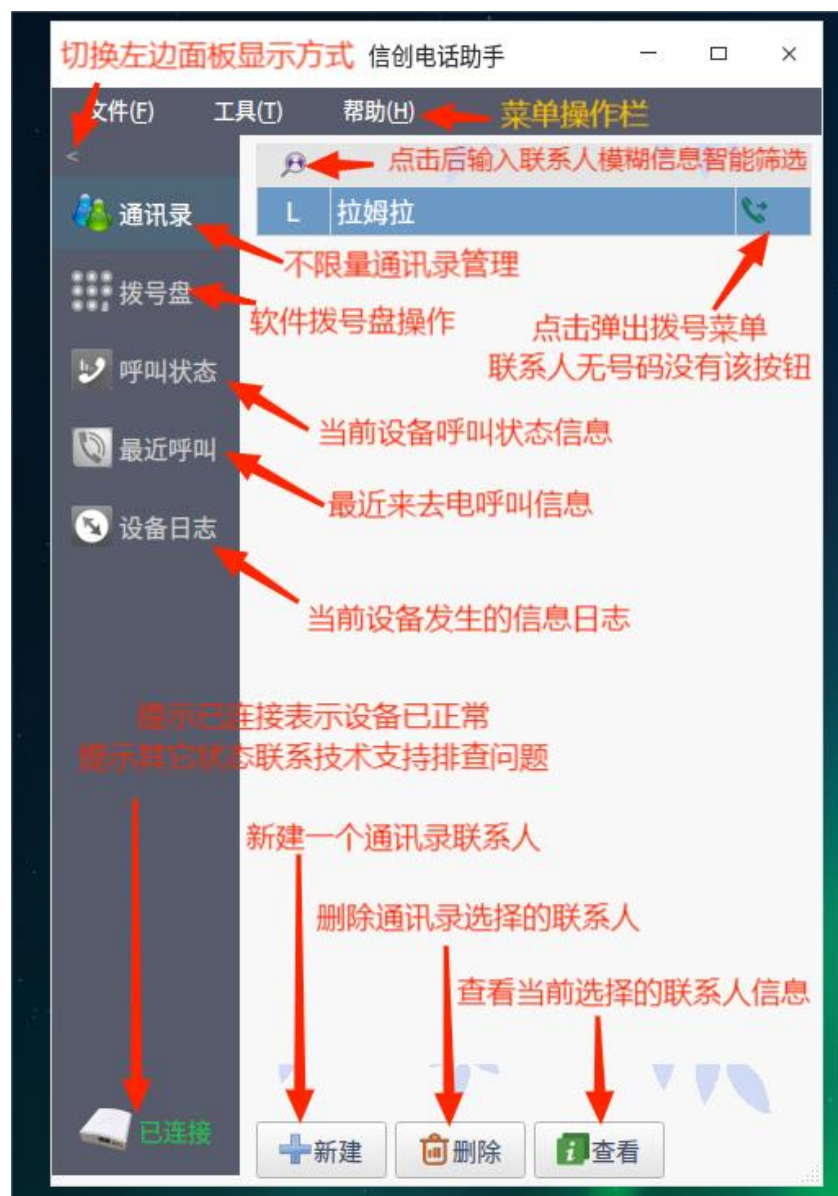 切换左边面板显示方式 信创电话助手
文件(F) 工具(T) 帮助(H) 菜单操作栏
<
点击后输入联系人模糊信息智能筛选
通讯录
L 拉姆拉
不限量通讯录管理
拨号盘
软件拨号盘操作
点击弹出拨号菜单
联系人无号码没有该按钮
呼叫状态
当前设备呼叫状态信息
最近呼叫
最近来去电呼叫信息
设备日志
当前设备发生的信息日志
提示已连接表示设备已正常
提示其它状态联系技术支持排查问题
新建一个通讯录联系人
删除通讯录选择的联系人
查看当前选择的联系人信息
已连接
新建 删除 查看